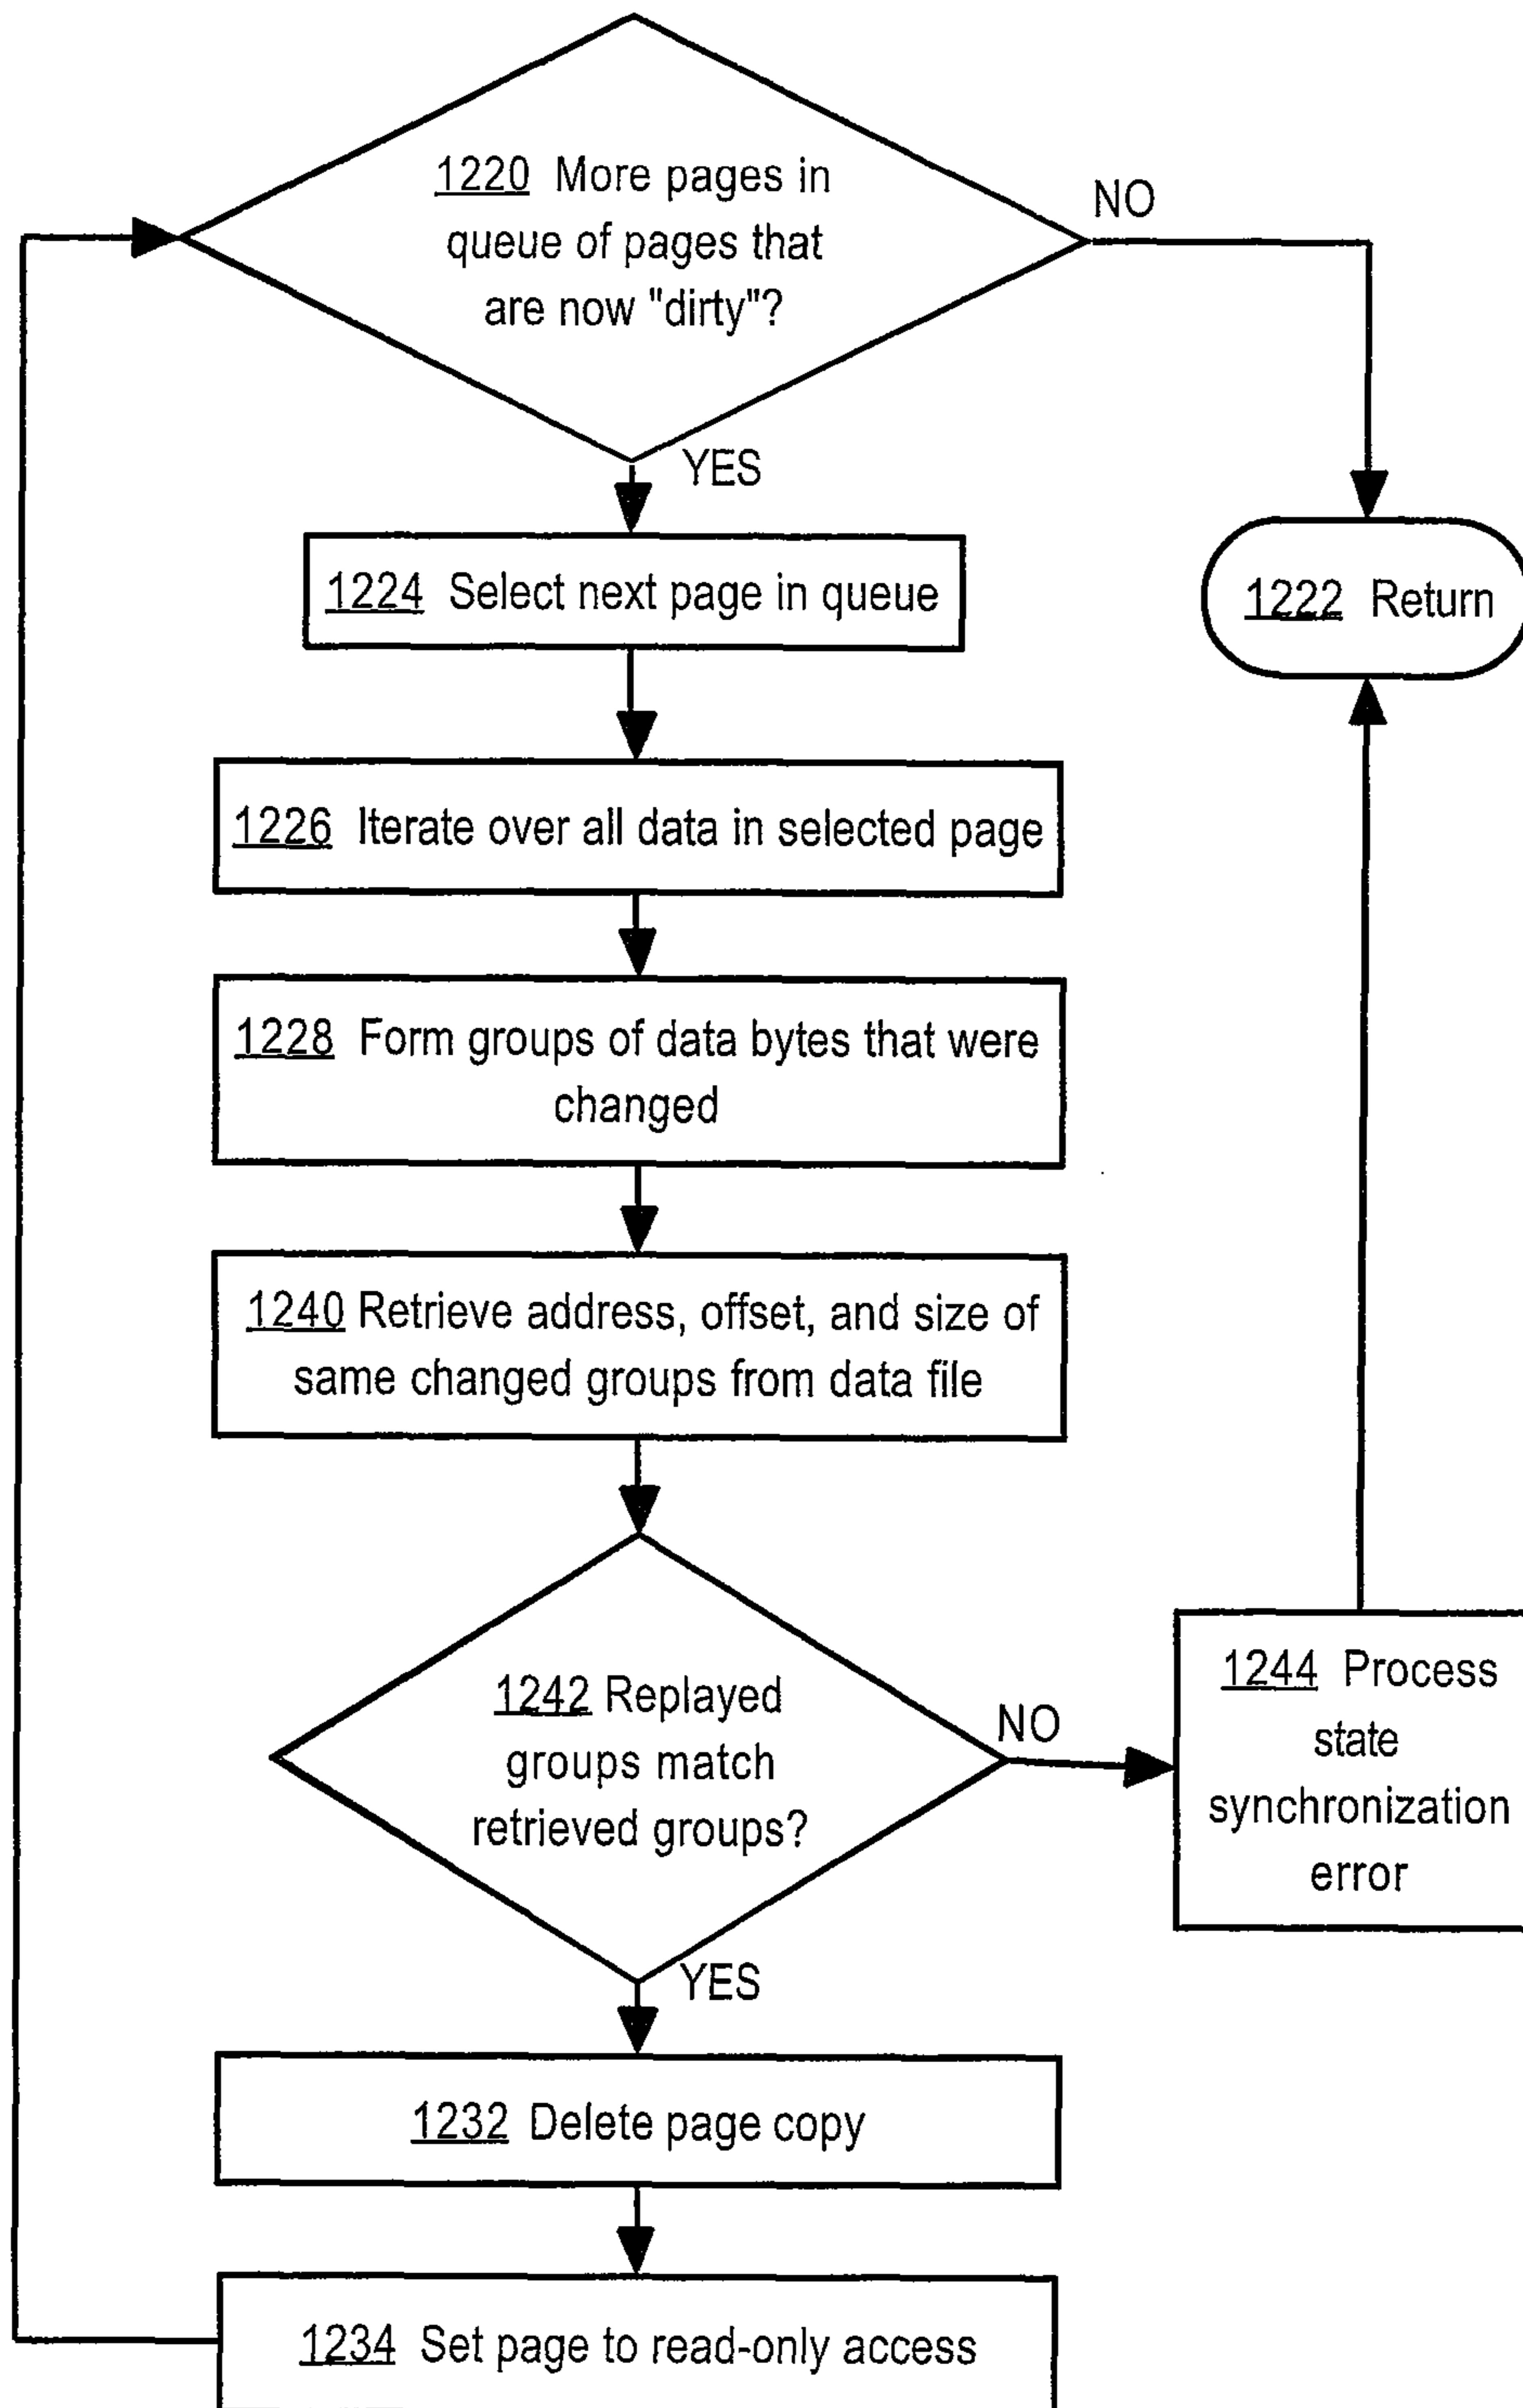 1220 More pages in
queue of pages that
are now "dirty"?
NO
YES
1224 Select next page in queue
1222 Return
1226 Iterate over all data in selected page
1228 Form groups of data bytes that were
changed
1240 Retrieve address, offset, and size of
same changed groups from data file
1242 Replayed
groups match
retrieved groups?
NO
1244 Process
state
synchronization
error
YES
1232 Delete page copy
1234 Set page to read-only access